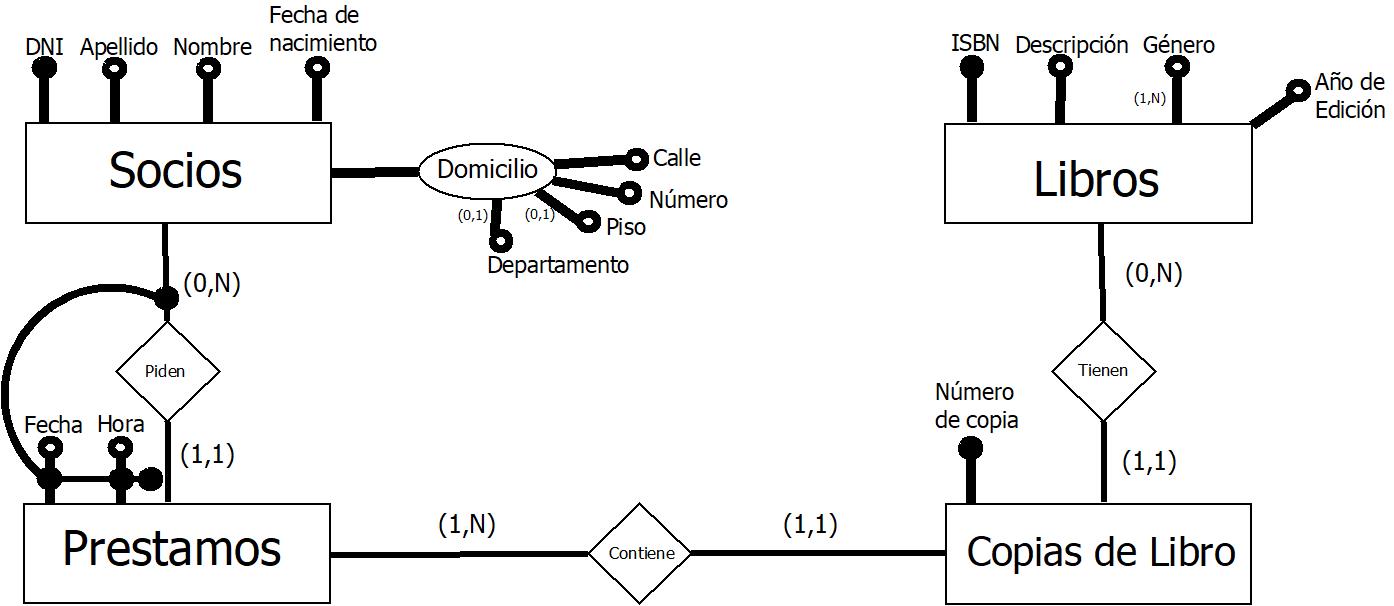 DNI
Apellido
Nombre
Fecha de
nacimiento
Socios
Domicilio
Calle
Número
(0,1)
Piso
(0,1)
Departamento
ISBN
Descripción
Género
(1,N)
Año de
Edición
Libros
(0,N)
Piden
(1,1)
Fecha
Hora
Prestamos
(1,N)
Contiene
(1,1)
(0,N)
Tienen
(1,1)
Número
de copia
Copias de Libro